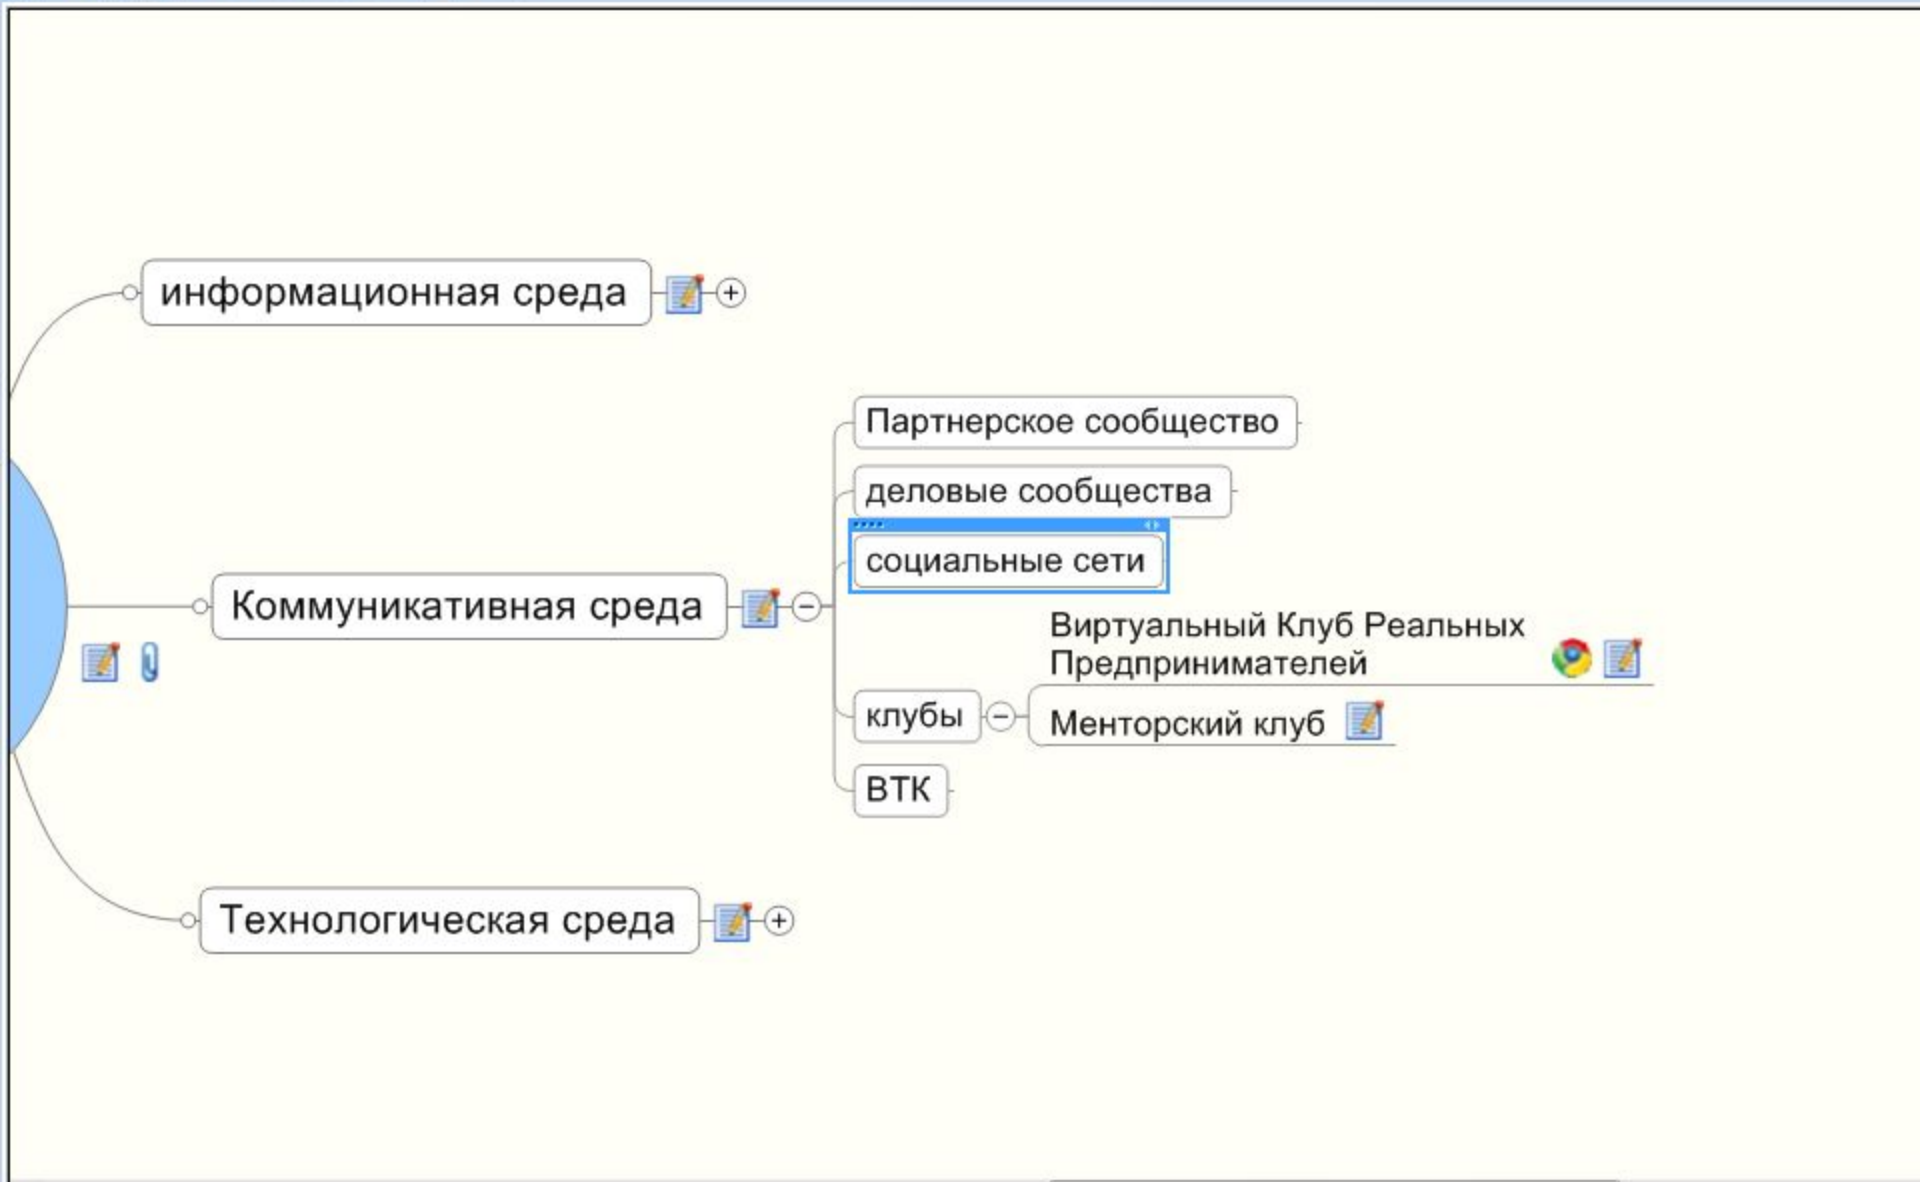 информационная среда
Партнерское сообщество
деловые сообщества
социальные сети
Коммуникативная среда
Виртуальный Клуб Реальных
Предпринимателей
клубы
Менторский клуб
ВТК
Технологическая среда